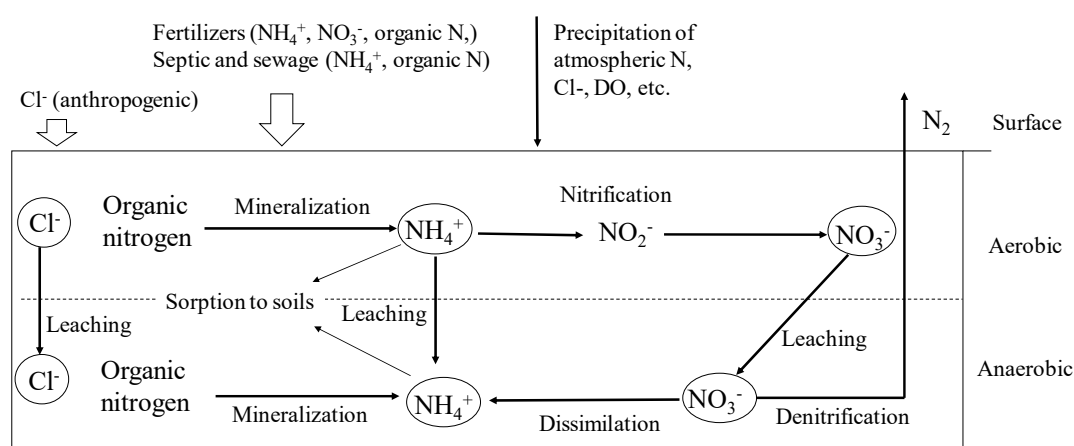 Fertilizers (NH₄⁺, NO₃⁻, organic N,)
Septic and sewage (NH₄⁺, organic N)
Precipitation of
atmospheric N,
Cl-, DO, etc.
Cl⁻ (anthropogenic)
N₂
Surface
Nitrification
Organic
nitrogen
Mineralization
Cl⁻
NH₄⁺
NO₂⁻
NO₃⁻
Aerobic
Sorption to soils
Leaching
Leaching
Leaching
Anaerobic
Cl⁻
Organic
nitrogen
Mineralization
NH₄⁺
Dissimilation
NO₃⁻
Denitrification